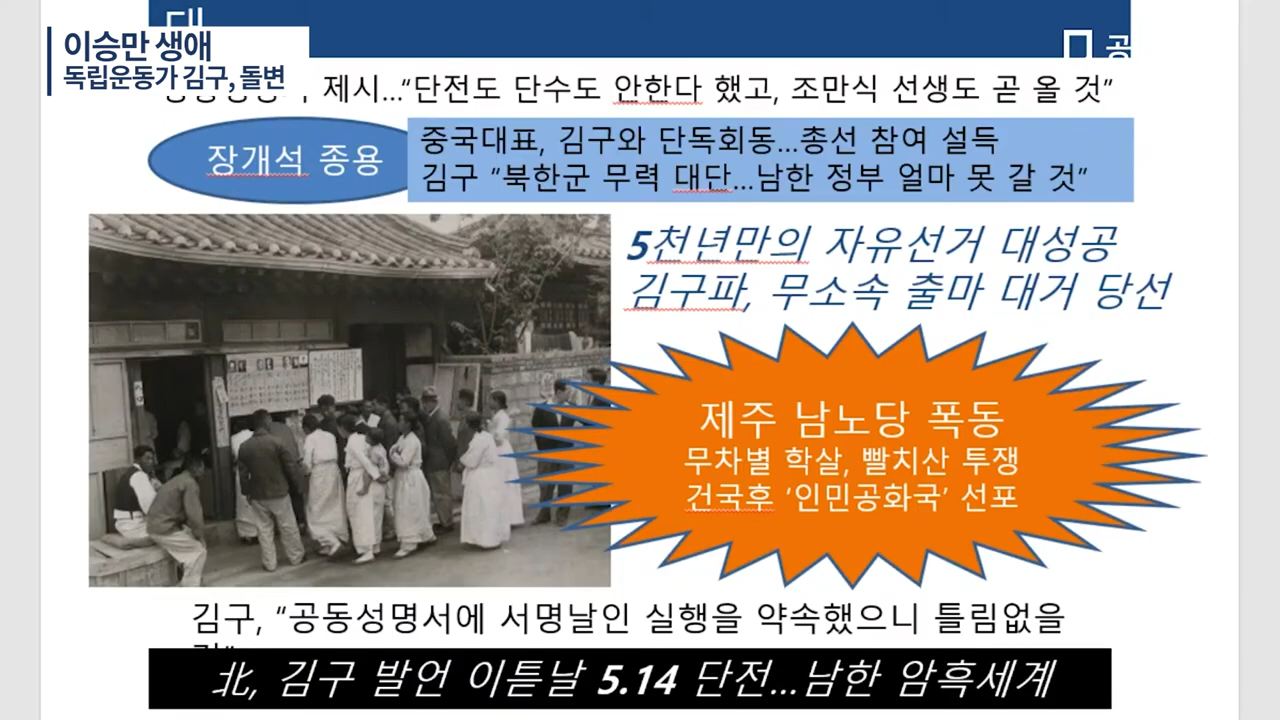 대
이승만 생애
독립운동가 김구, 돌변
공
제시...“단전도 단수도 안한다 했고, 조만식 선생도 곧 올 것”
장개석 종용
중국대표, 김구와 단독회동...총선 참여 설득
김구 “북한군 무력 대단...남한 정부 얼마 못 갈 것”
5천년만의 자유선거 대성공
김구파, 무소속 출마 대거 당선
제주 남노당 폭동
무차별 학살, 빨치산 투쟁
건국후 ‘인민공화국’ 선포
김구, “공동성명서에 서명날인 실행을 약속했으니 틀림없을
北, 김구 발언 이튿날 5.14 단전...남한 암흑세계